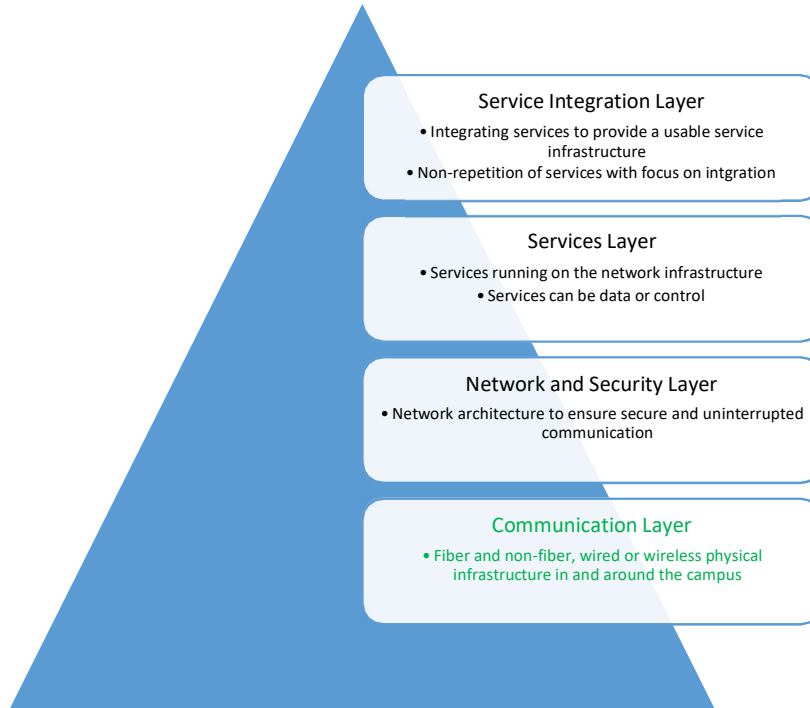 Service Integration Layer
• Integrating services to provide a usable service
infrastructure
• Non-repetition of services with focus on intgration
Services Layer
• Services running on the network infrastructure
• Services can be data or control
Network and Security Layer
• Network architecture to ensure secure and uninterrupted
communication
Communication Layer
• Fiber and non-fiber, wired or wireless physical
infrastructure in and around the campus